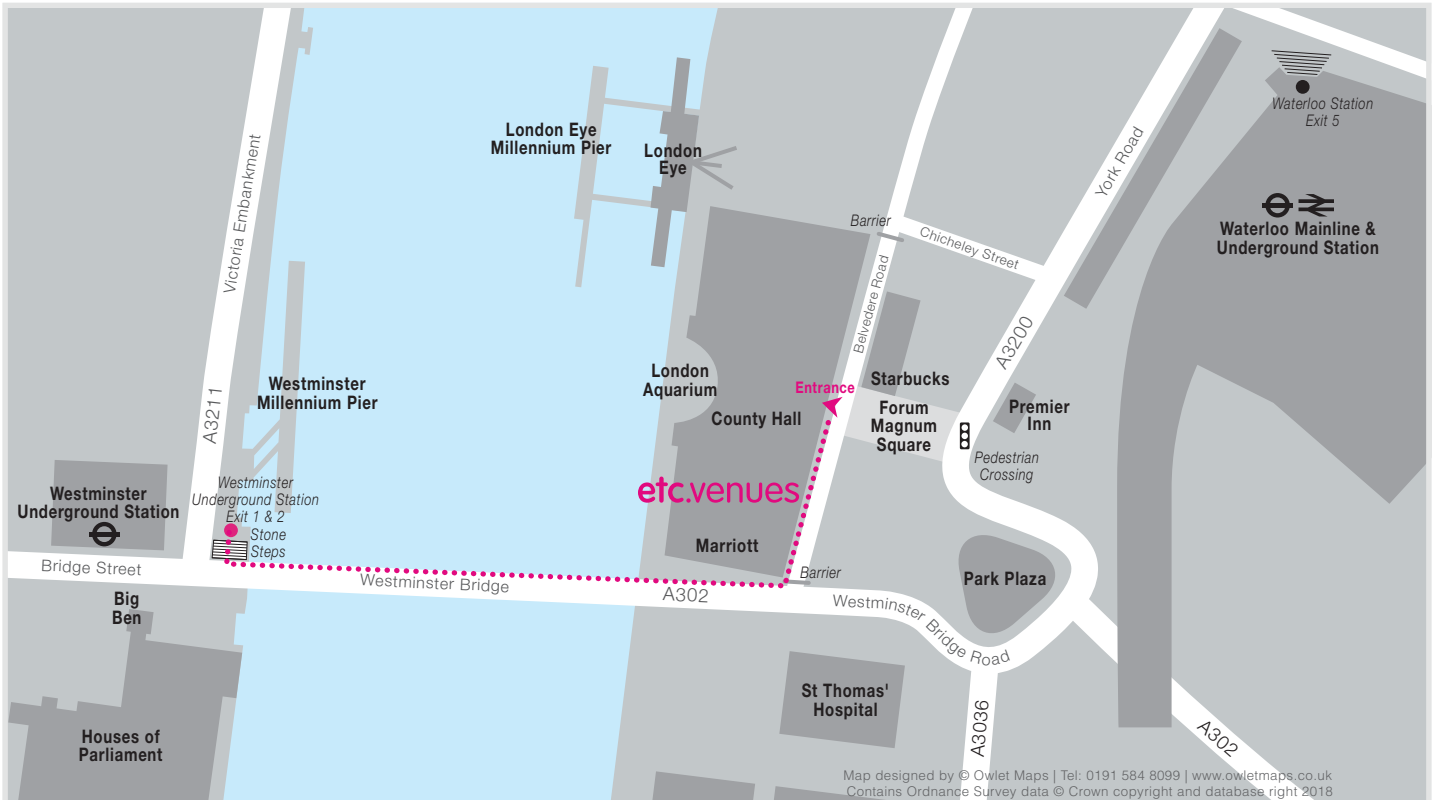 Waterloo Station
Exit 5
London Eye
Millennium Pier
London
Eye
York Road
Victoria Embankment
Barrier
Chicheley Street
Waterloo Mainline &
Underground Station
Belvedere Road
A3200
London
Aquarium
Starbucks
Entrance
Westminster
Millennium Pier
A3211
County Hall
Forum
Magnum
Square
Premier
Inn
Pedestrian
Crossing
Westminster
Underground Station
Exit 1 & 2
Stone
Steps
Westminster
Underground Station
etc.venues
Marriott
Bridge Street
Westminster Bridge
A302
Barrier
Westminster Bridge Road
Park Plaza
Big
Ben
St Thomas'
Hospital
Houses of
Parliament
A3036
A302
Map designed by © Owlet Maps | Tel: 0191 584 8099 | www.owletmaps.co.uk
Contains Ordnance Survey data © Crown copyright and database right 2018